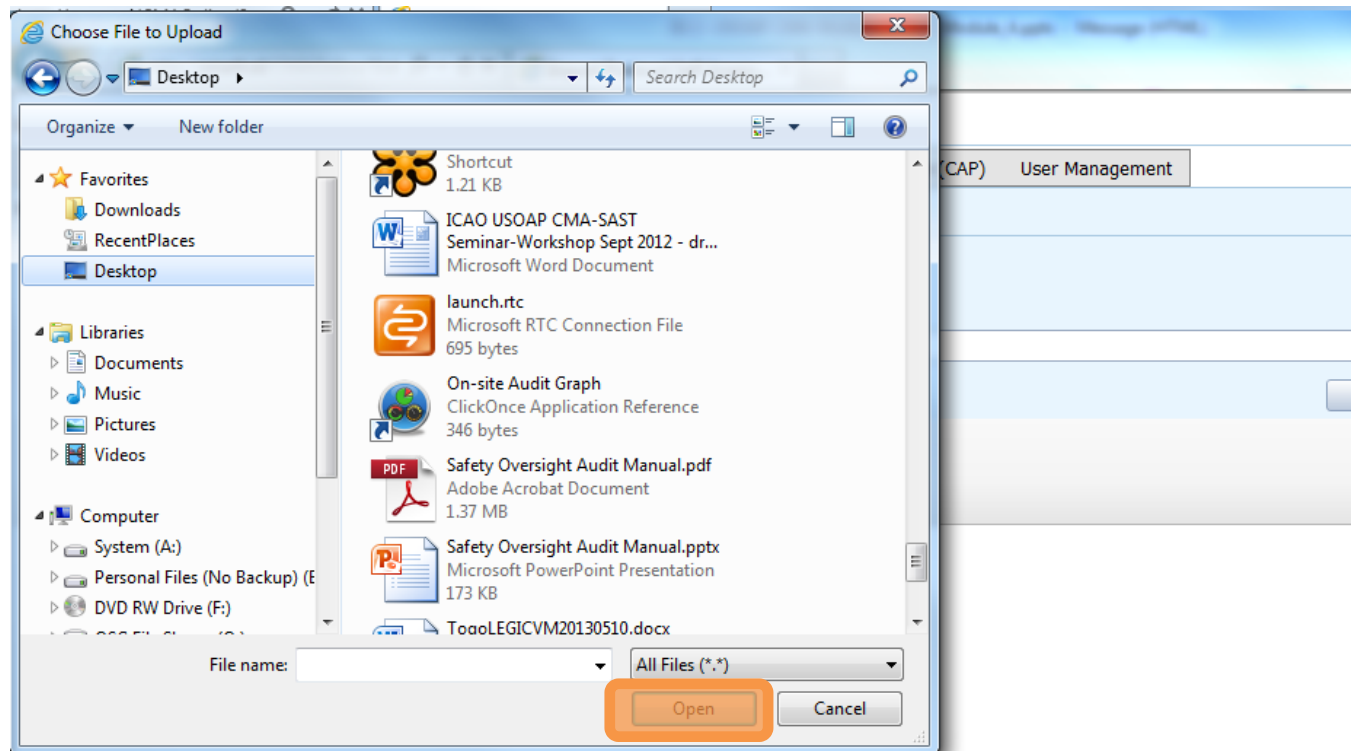 Choose File to Upload
Desktop
Search Desktop
Organize
New folder
(CAP) User Management
Favorites
Downloads
RecentPlaces
Desktop
Libraries
Documents
Music
Pictures
Videos
Computer
System (A:)
Personal Files (No Backup) (E
DVD RW Drive (F:)
Shortcut
1.21 KB
ICAO USOAP CMA-SAST
Seminar-Workshop Sept 2012 - dr...
Microsoft Word Document
launch.rtc
Microsoft RTC Connection File
695 bytes
On-site Audit Graph
ClickOnce Application Reference
346 bytes
PDF
Safety Oversight Audit Manual.pdf
Adobe Acrobat Document
1.37 MB
Safety Oversight Audit Manual.pptx
Microsoft PowerPoint Presentation
173 KB
TogoLEGICVM20130510.docx
File name:
All Files (*.*)
Open
Cancel